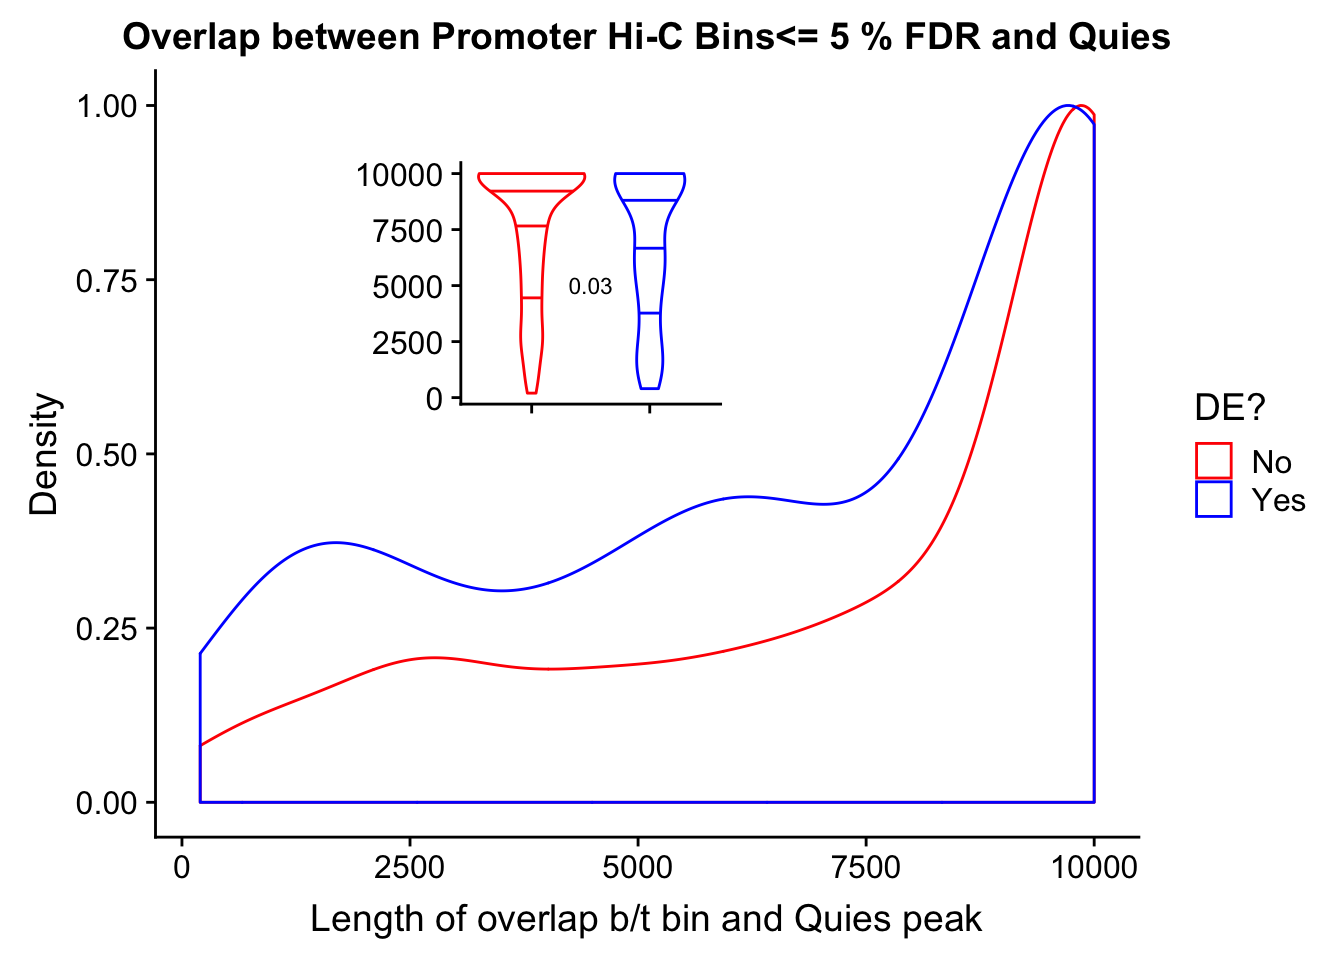 Overlap between Promoter Hi-C Bins<= 5 % FDR and Quies
1.00
0.75
0.50
0.25
0.00
Density
10000
7500
5000
2500
0
0.03
DE?
No
Yes
0 2500 5000 7500 10000
Length of overlap b/t bin and Quies peak